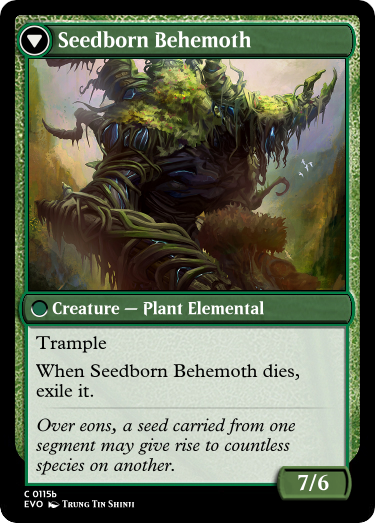 Seedborn Behemoth
Creature — Plant Elemental
Trample
When Seedborn Behemoth dies,
exile it.
Over eons, a seed carried from one
segment may give rise to countless
species on another.
7/6
C 0115b
EVO Trung Tin Shinji